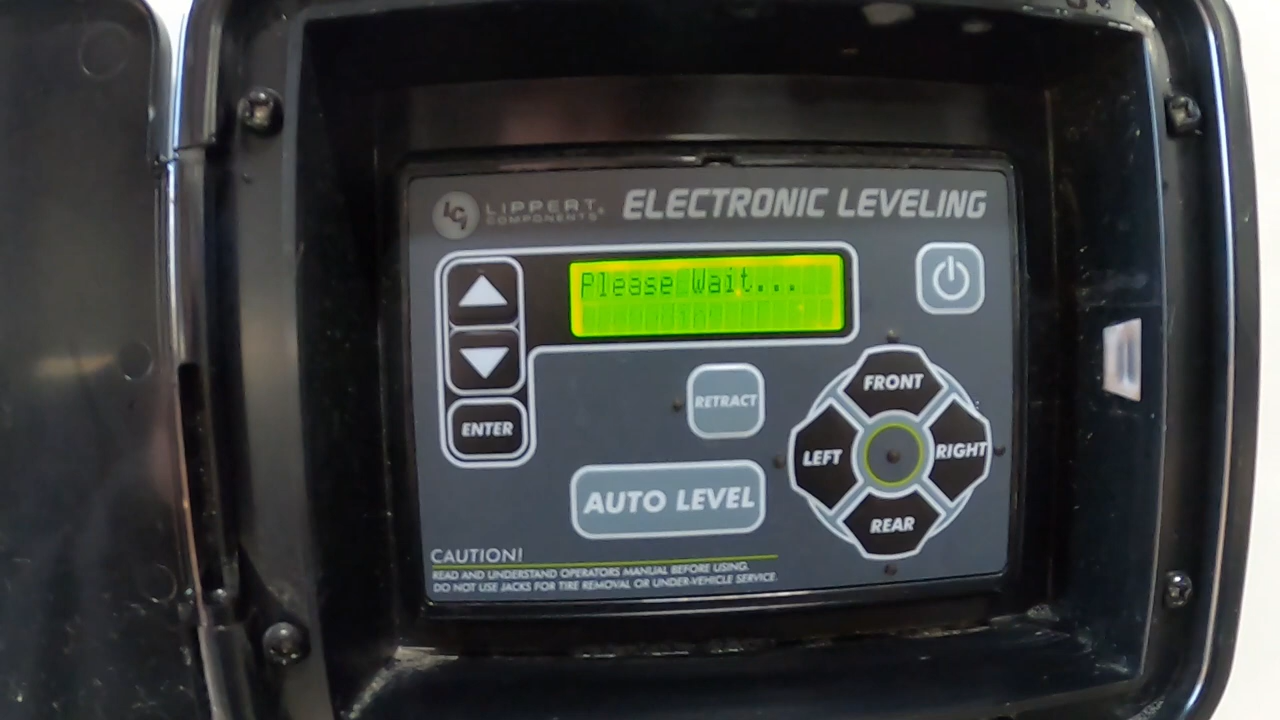 LCI LIPPERT COMPONENTS® ELECTRONIC LEVELING
Please Wait...
ENTER
RETRACT
AUTO LEVEL
FRONT
LEFT
RIGHT
REAR
CAUTION!
READ AND UNDERSTAND OPERATORS MANUAL BEFORE USING.
DO NOT USE JACKS FOR TIRE REMOVAL OR UNDER-VEHICLE SERVICE.